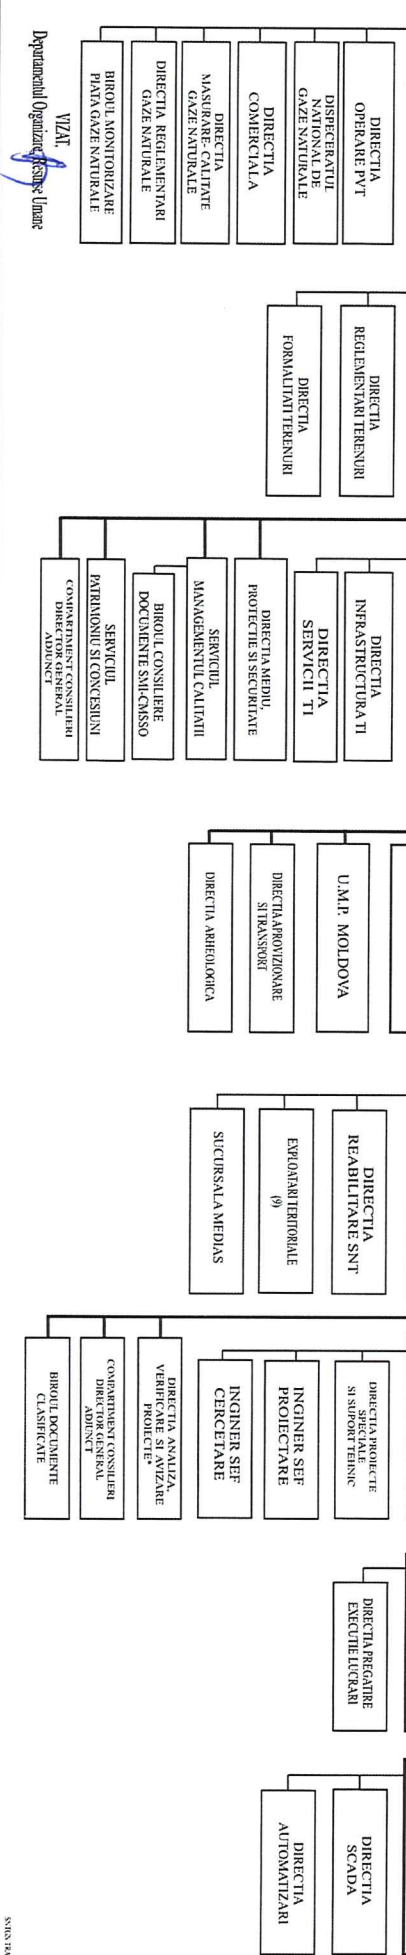 DIRECTIA
OPERARE PVT
DISPECERATUL
NATIONAL DE
GAZE NATURALE
DIRECTIA
COMERCIALA
DIRECTIA
MASURARE- CALITATE
GAZE NATURALE
DIRECTIA REGLEMENTARI
GAZE NATURALE
BIROUL MONITORIZARE
PIATA GAZE NATURALE
VIZAT,
Departamentul Organizare, Resurse Umane
DIRECTIA
REGLEMENTARI TERENURI
DIRECTIA
FORMALITATI TERENURI
DIRECTIA
INFRASTRUCTURA TI
DIRECTIA
SERVICII TI
DIRECTIA MEDIU,
PROTECTIE SI SECURITATE
SERVICIUL
MANAGEMENTUL CALITATII
BIROUL CONSILIERE
DOCUMENTE SMI-CMSSO
SERVICIUL
PATRIMONIU SI CONCESIUNI
COMPARTIMENT CONSILIERI
DIRECTOR GENERAL
ADJUNCT
U.M.P. MOLDOVA
DIRECTIA APROVIZIONARE
SI TRANSPORT
DIRECTIA ARHEOLOGICA
DIRECTIA
REABILITARE SNT
EXPLOATARI TERITORIALE
(9)
SUCURSALA MEDIAS
DIRECTIA PROIECTE
SPECIALE
SI SUPORT TEHNIC
INGINER SEF
PROIECTARE
INGINER SEF
CERCETARE
DIRECTIA ANALIZA,
VERIFICARE SI AVIZARE
PROIECTE*
COMPARTIMENT CONSILIERI
DIRECTOR GENERAL
ADJUNCT
BIROUL DOCUMENTE
CLASIFICATE
DIRECTIA PREGATIRE
EXECUTIE LUCRARI
DIRECTIA
SCADA
DIRECTIA
AUTOMATIZARI
SNTGN TRA